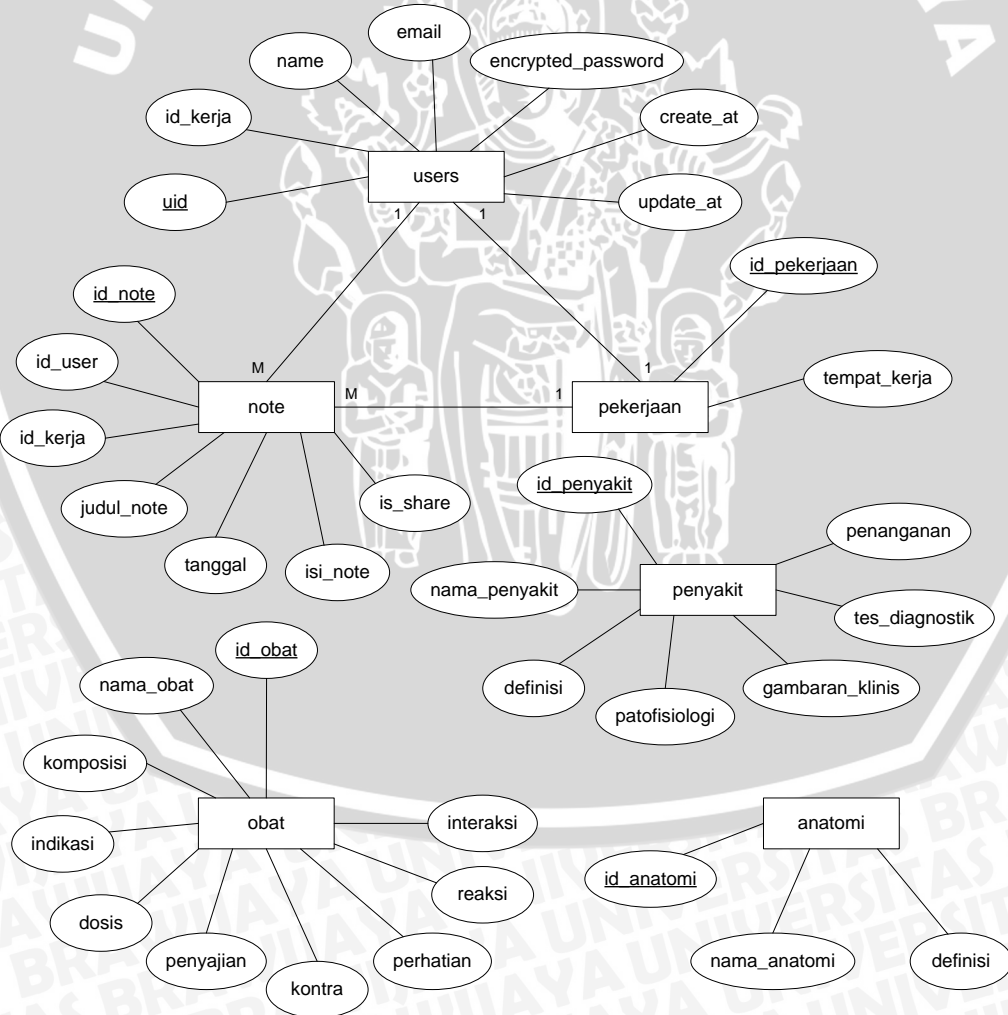 email
name
encrypted_password
id_kerja
create_at
users
uid
update_at
1
1
id_pekerjaan
id_note
id_user
M
1
tempat_kerja
note
M
1
pekerjaan
id_kerja
id_penyakit
is_share
judul_note
penanganan
tanggal
isi_note
nama_penyakit
penyakit
tes_diagnostik
id_obat
nama_obat
definisi
gambaran_klinis
patofisiologi
komposisi
obat
interaksi
anatomi
indikasi
id_anatomi
reaksi
dosis
penyajian
perhatian
nama_anatomi
definisi
kontra